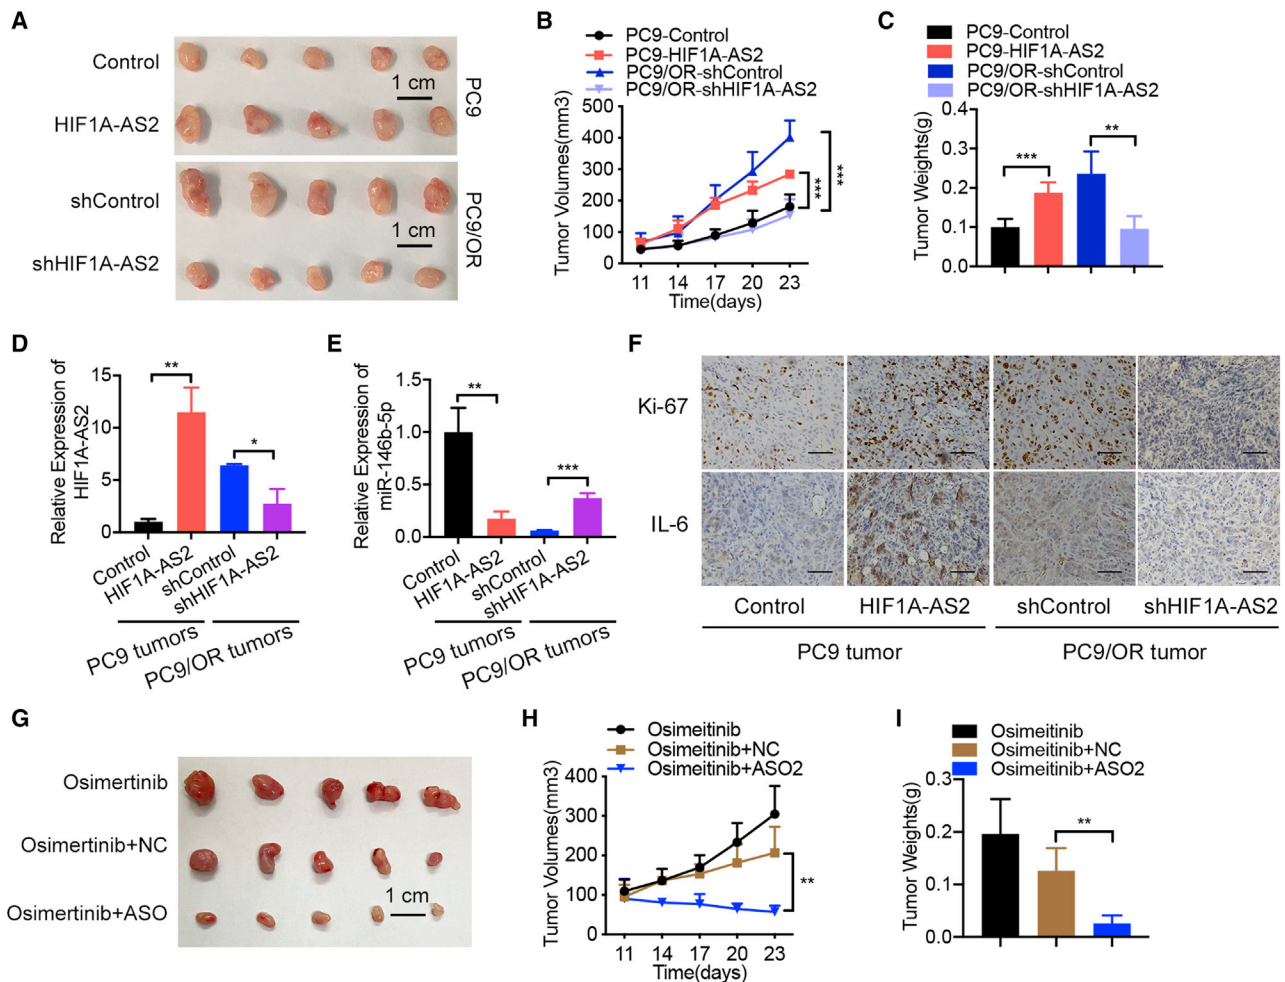 A
Control
HIF1A-AS2
1 cm
PC9
shControl
shHIF1A-AS2
1 cm
PC9/OR
B
PC9-Control
PC9-HIF1A-AS2
PC9/OR-shControl
PC9/OR-shHIF1A-AS2
Tumor Volumes(mm3)
500
400
300
200
100
0
11 14 17 20 23
Time(days)
***
***
C
PC9-Control
PC9-HIF1A-AS2
PC9/OR-shControl
PC9/OR-shHIF1A-AS2
Tumor Weights(g)
0.4
0.3
0.2
0.1
0.0
***
**
D
Relative Expression of
HIF1A-AS2
15
10
5
0
**
*
Control
HIF1A-AS2
shControl
shHIF1A-AS2
PC9 tumors
PC9/OR tumors
E
Relative Expression of
miR-146b-5p
1.5
1.0
0.5
0.0
**
***
Control
HIF1A-AS2
shControl
shHIF1A-AS2
PC9 tumors
PC9/OR tumors
F
Ki-67
IL-6
Control HIF1A-AS2 shControl shHIF1A-AS2
PC9 tumor PC9/OR tumor
G
Osimertinib
Osimertinib+NC
Osimertinib+ASO
1 cm
H
Osimeitinib
Osimeitinib+NC
Osimeitinib+ASO2
Tumor Volumes(mm3)
400
300
200
100
0
11 14 17 20 23
Time(days)
**
I
Osimeitinib
Osimeitinib+NC
Osimeitinib+ASO2
Tumor Weights(g)
0.3
0.2
0.1
0.0
**